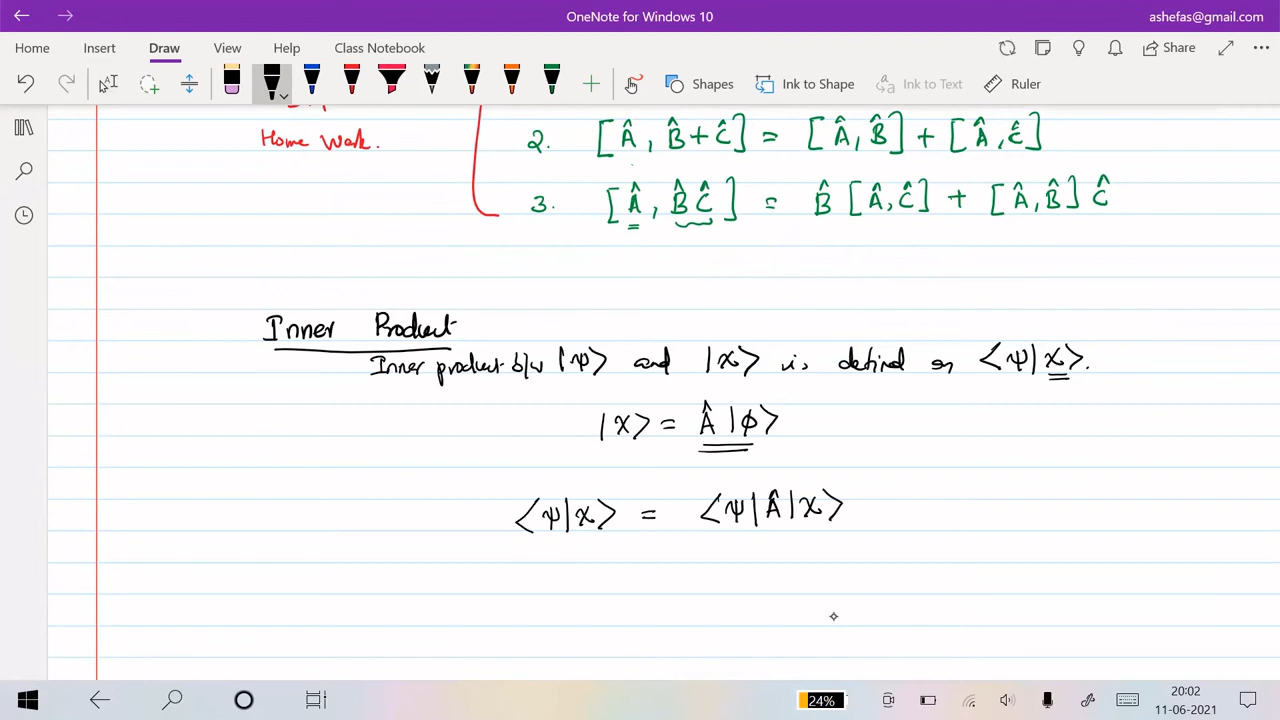 OneNote for Windows 10
ashefas@gmail.com
Home Insert Draw View Help Class Notebook
Share
Shapes Ink to Shape Ink to Text Ruler
Home Work.
2. [Â, B̂+Ĉ] = [Â, B̂] + [Â, Ĉ]
3. [Â, B̂Ĉ] = B̂ [Â, Ĉ] + [Â, B̂] Ĉ
Inner Product
Inner product b/w |ψ⟩ and |χ⟩ is defined as ⟨ψ|χ⟩.
|χ⟩ = Â |φ⟩
⟨ψ|χ⟩ = ⟨ψ|Â|χ⟩
24%
20:02
11-06-2021